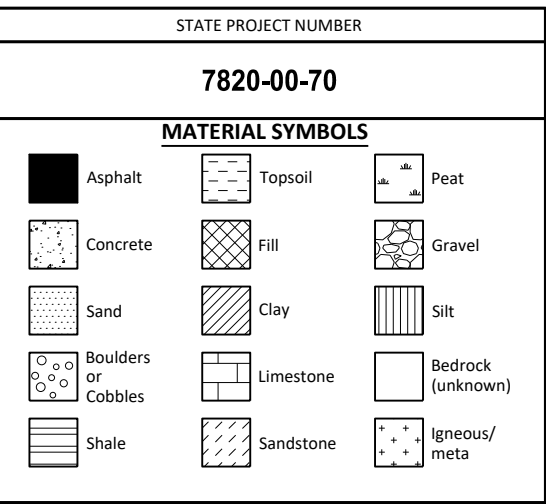 STATE PROJECT NUMBER
7820-00-70
MATERIAL SYMBOLS
Asphalt
Topsoil
Peat
Concrete
Fill
Gravel
Sand
Clay
Silt
Boulders
or
Cobbles
Limestone
Bedrock
(unknown)
Shale
Sandstone
Igneous/
meta